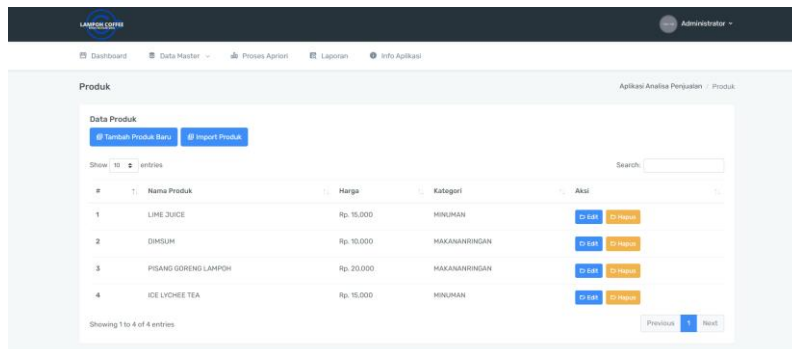 LAMPOH COFFEE
Administrator
Dashboard Data Master Proses Apriori Laporan Info Aplikasi
Produk
Aplikasi Analisa Penjualan / Produk
Data Produk
Tambah Produk Baru Import Produk
Show 10 entries
Search:
# Nama Produk Harga Kategori Aksi
1 LIME JUICE Rp. 15,000 MINUMAN Edit Hapus
2 DIMSUM Rp. 10,000 MAKANANRINGAN Edit Hapus
3 PISANG GORENG LAMPOH Rp. 20,000 MAKANANRINGAN Edit Hapus
4 ICE LYCHEE TEA Rp. 15,000 MINUMAN Edit Hapus
Showing 1 to 4 of 4 entries
Previous 1 Next